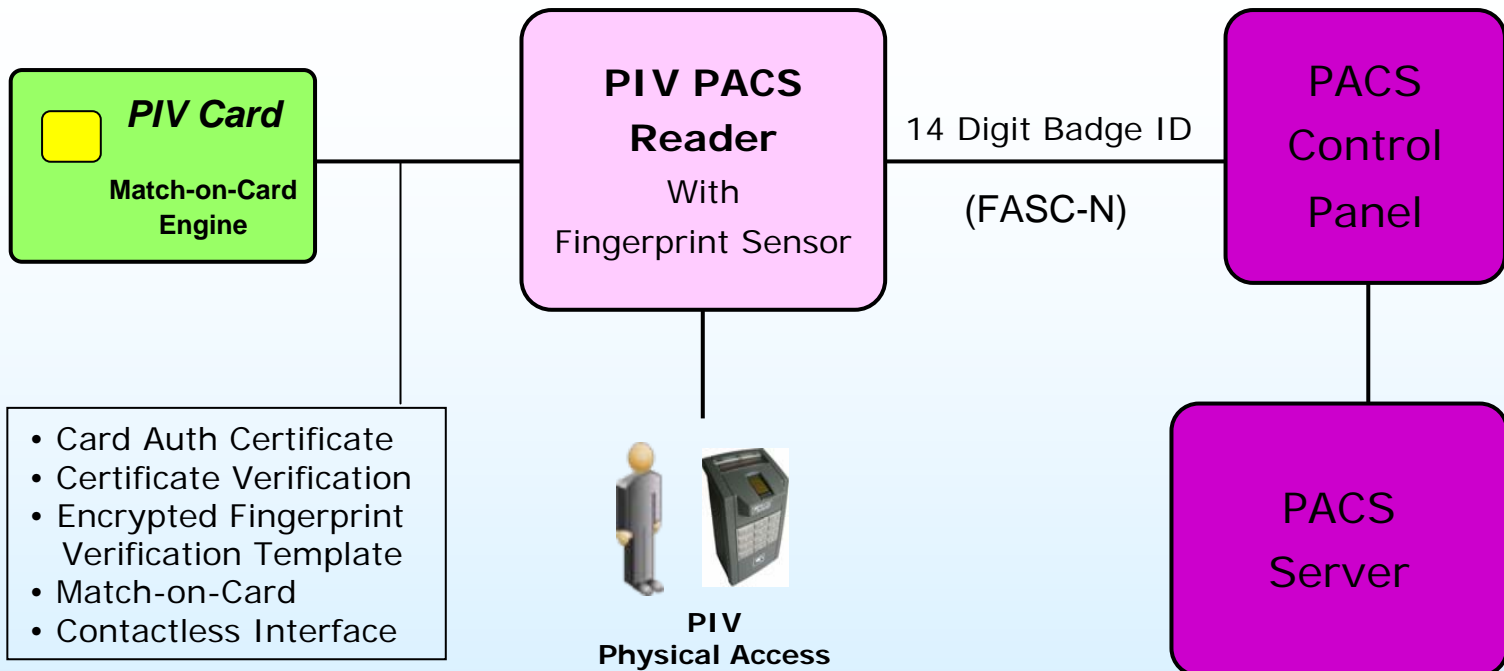 PIV Card
Match-on-Card
Engine
PIV PACS
Reader
With
Fingerprint Sensor
14 Digit Badge ID
(FASC-N)
PACS
Control
Panel
• Card Auth Certificate
• Certificate Verification
• Encrypted Fingerprint
Verification Template
• Match-on-Card
• Contactless Interface
PIV
Physical Access
PACS
Server